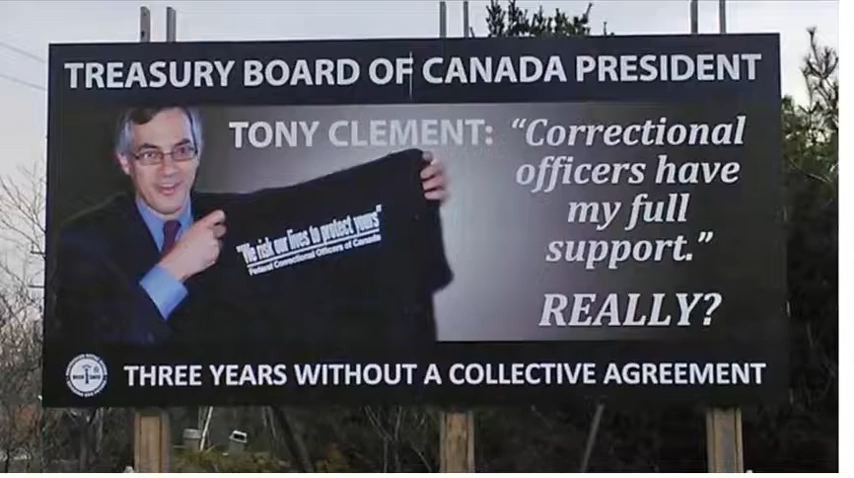 TREASURY BOARD OF CANADA PRESIDENT
TONY CLEMENT: "Correctional
officers have
my full
support."
REALLY?
"We risk our lives to protect yours"
Federal Correctional Officers of Canada
THREE YEARS WITHOUT A COLLECTIVE AGREEMENT